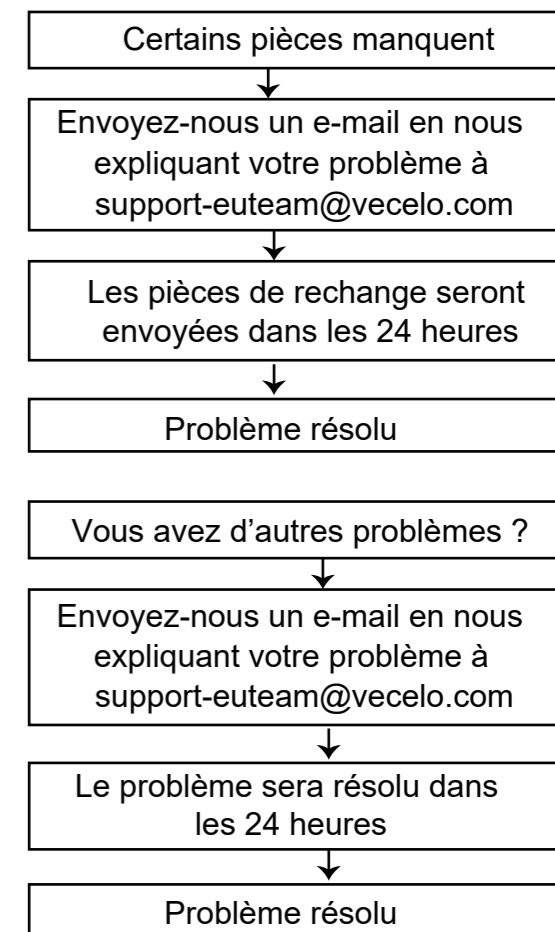 Certains pièces manquent
Envoyez-nous un e-mail en nous
expliquant votre problème à
support-euteam@vecelo.com
Les pièces de rechange seront
envoyées dans les 24 heures
Problème résolu
Vous avez d’autres problèmes ?
Envoyez-nous un e-mail en nous
expliquant votre problème à
support-euteam@vecelo.com
Le problème sera résolu dans
les 24 heures
Problème résolu